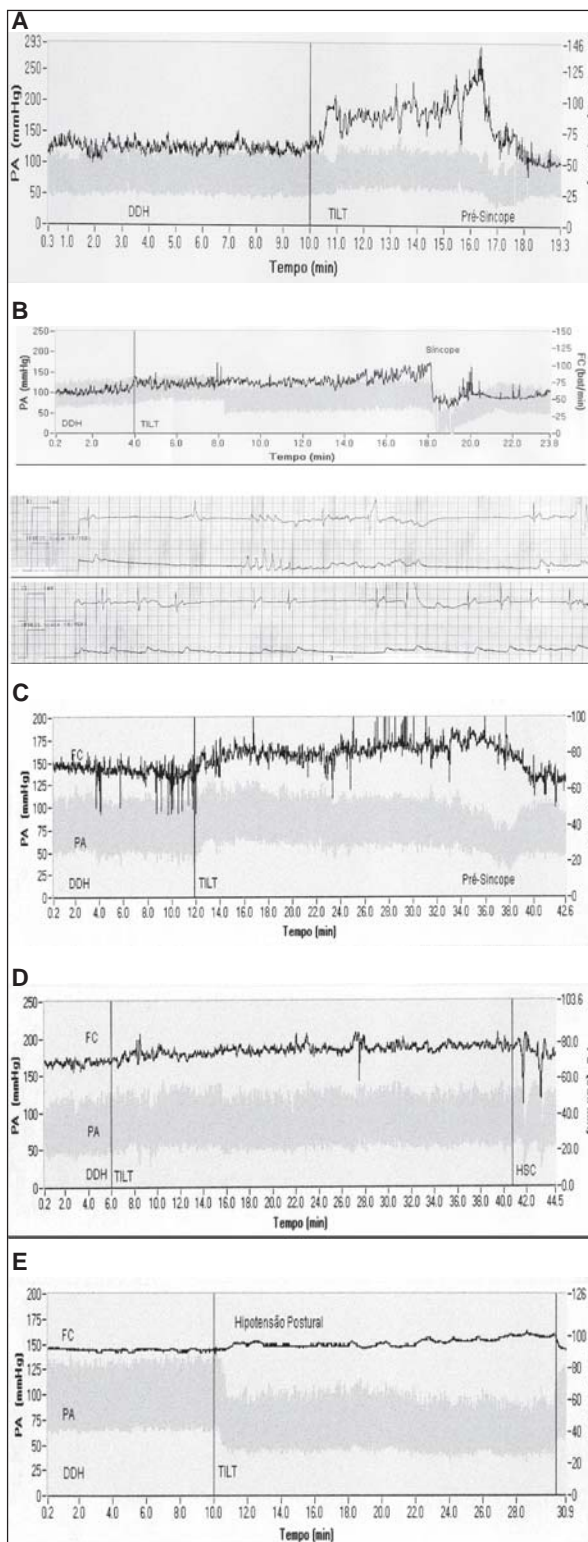 A
293-
250-
200-
150-
100-
50-
0-
PA (mmHg)
-146
-125
-100
-75
-50
-25
-0
DDH
TILT
Pré-Síncope
0.3 1.0 2.0 3.0 4.0 5.0 6.0 7.0 8.0 9.0 10.0 11.0 12.0 13.0 14.0 15.0 16.0 17.0 18.0 19.3
Tempo (min)
B
250-
200-
150-
100-
50-
0-
PA (mmHg)
-150
-100
-75
-50
-25
-0
FC (bat/min)
Síncope
DDH
TILT
0.2 2.0 4.0 6.0 8.0 10.0 12.0 14.0 16.0 18.0 20.0 23.8
Tempo (min)
C
200-
175-
150-
125-
100-
75-
50-
25-
0-
PA (mmHg)
-100
-80
-60
-40
-20
-0
FC
PA
DDH
TILT
Pré-Síncope
0.2 2.0 4.0 6.0 8.0 10.0 12.0 14.0 16.0 18.0 20.0 22.0 24.0 26.0 28.0 30.0 32.0 34.0 36.0 38.0 40.0 42.6
Tempo (min)
D
250-
200-
150-
100-
50-
0-
PA (mmHg)
-103.6
-80.0
-60.0
-40.0
-20.0
-0.0
FC
PA
DDH
TILT
HSC
0.2 2.0 4.0 6.0 8.0 10.0 12.0 14.0 16.0 18.0 20.0 22.0 24.0 26.0 28.0 30.0 32.0 34.0 36.0 38.0 40.0 42.0 44.5
Tempo (min)
E
200-
175-
150-
125-
100-
75-
50-
25-
0-
PA (mmHg)
-126
-100
-80
-60
-40
-20
-0
FC
Hipotensão Postural
PA
DDH
TILT
0.2 2.0 4.0 6.0 8.0 10.0 12.0 14.0 16.0 18.0 20.0 22.0 24.0 26.0 28.0 30.9
Tempo (min)